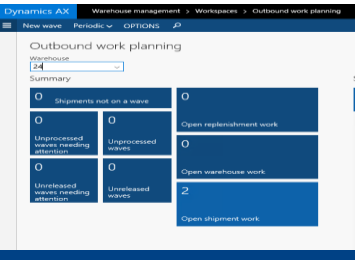 Dynamics AX Warehouse management > Workspaces > Outbound work planning
New wave Periodic OPTIONS
Outbound work planning
Warehouse
24
Summary
0
Shipments not on a wave
0
Open replenishment work
0
Unprocessed
waves needing
attention
0
Unprocessed
waves
0
Open warehouse work
0
Unreleased
waves needing
attention
0
Unreleased
waves
2
Open shipment work